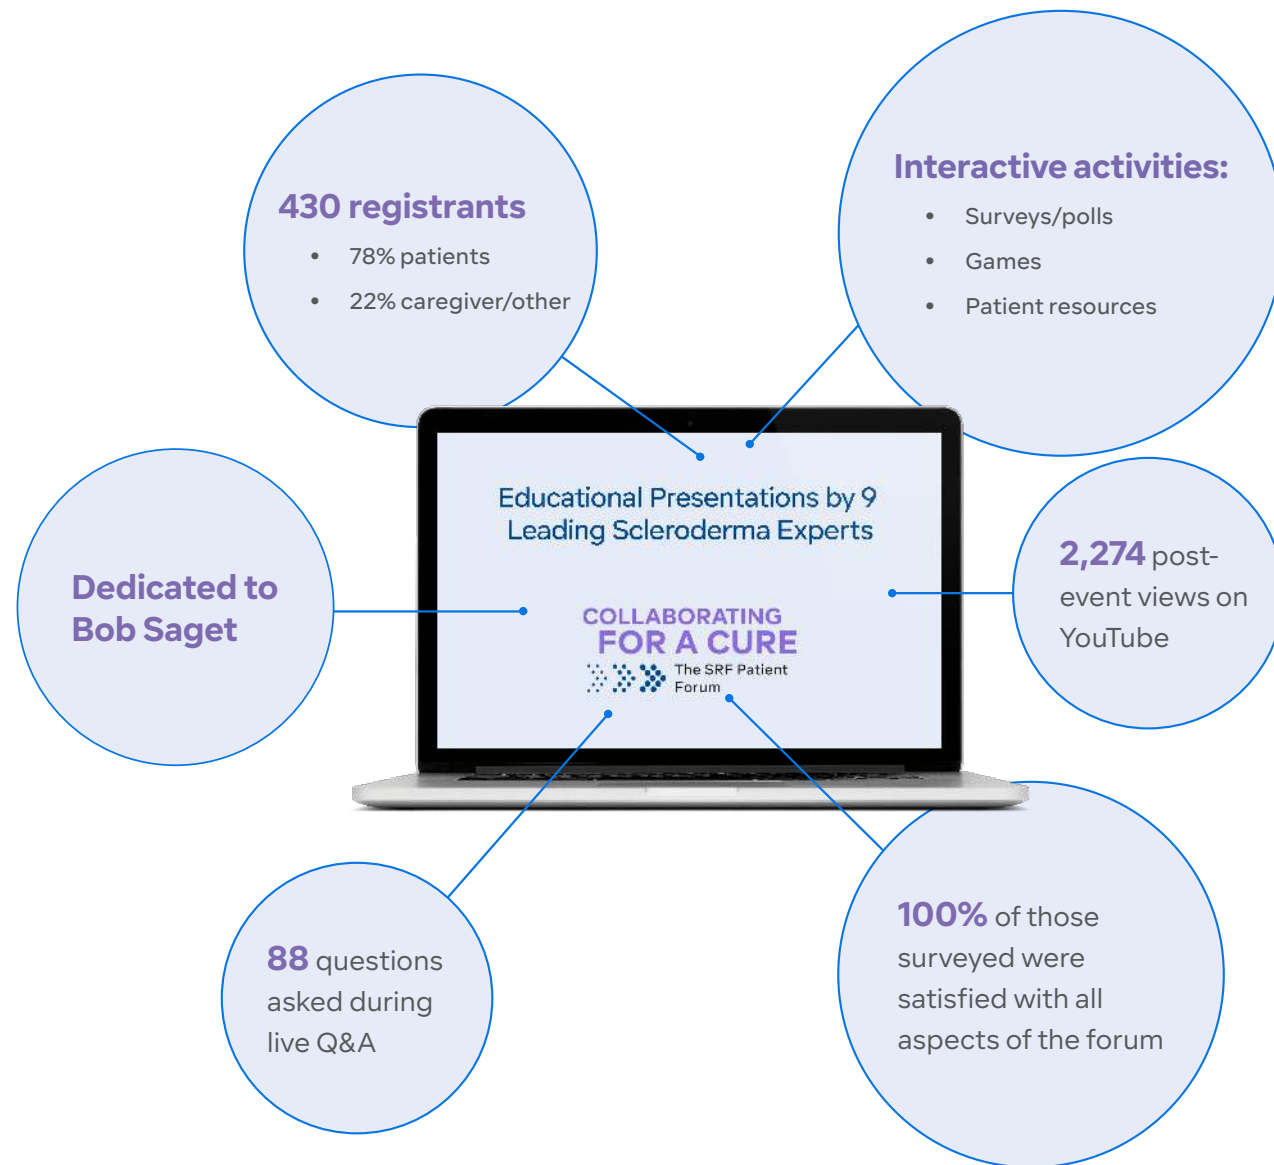 430 registrants
• 78% patients
• 22% caregiver/other
Interactive activities:
• Surveys/polls
• Games
• Patient resources
Educational Presentations by 9
Leading Scleroderma Experts
COLLABORATING
FOR A CURE
The SRF Patient
Forum
Dedicated to
Bob Saget
2,274 post-
event views on
YouTube
88 questions
asked during
live Q&A
100% of those
surveyed were
satisfied with all
aspects of the forum